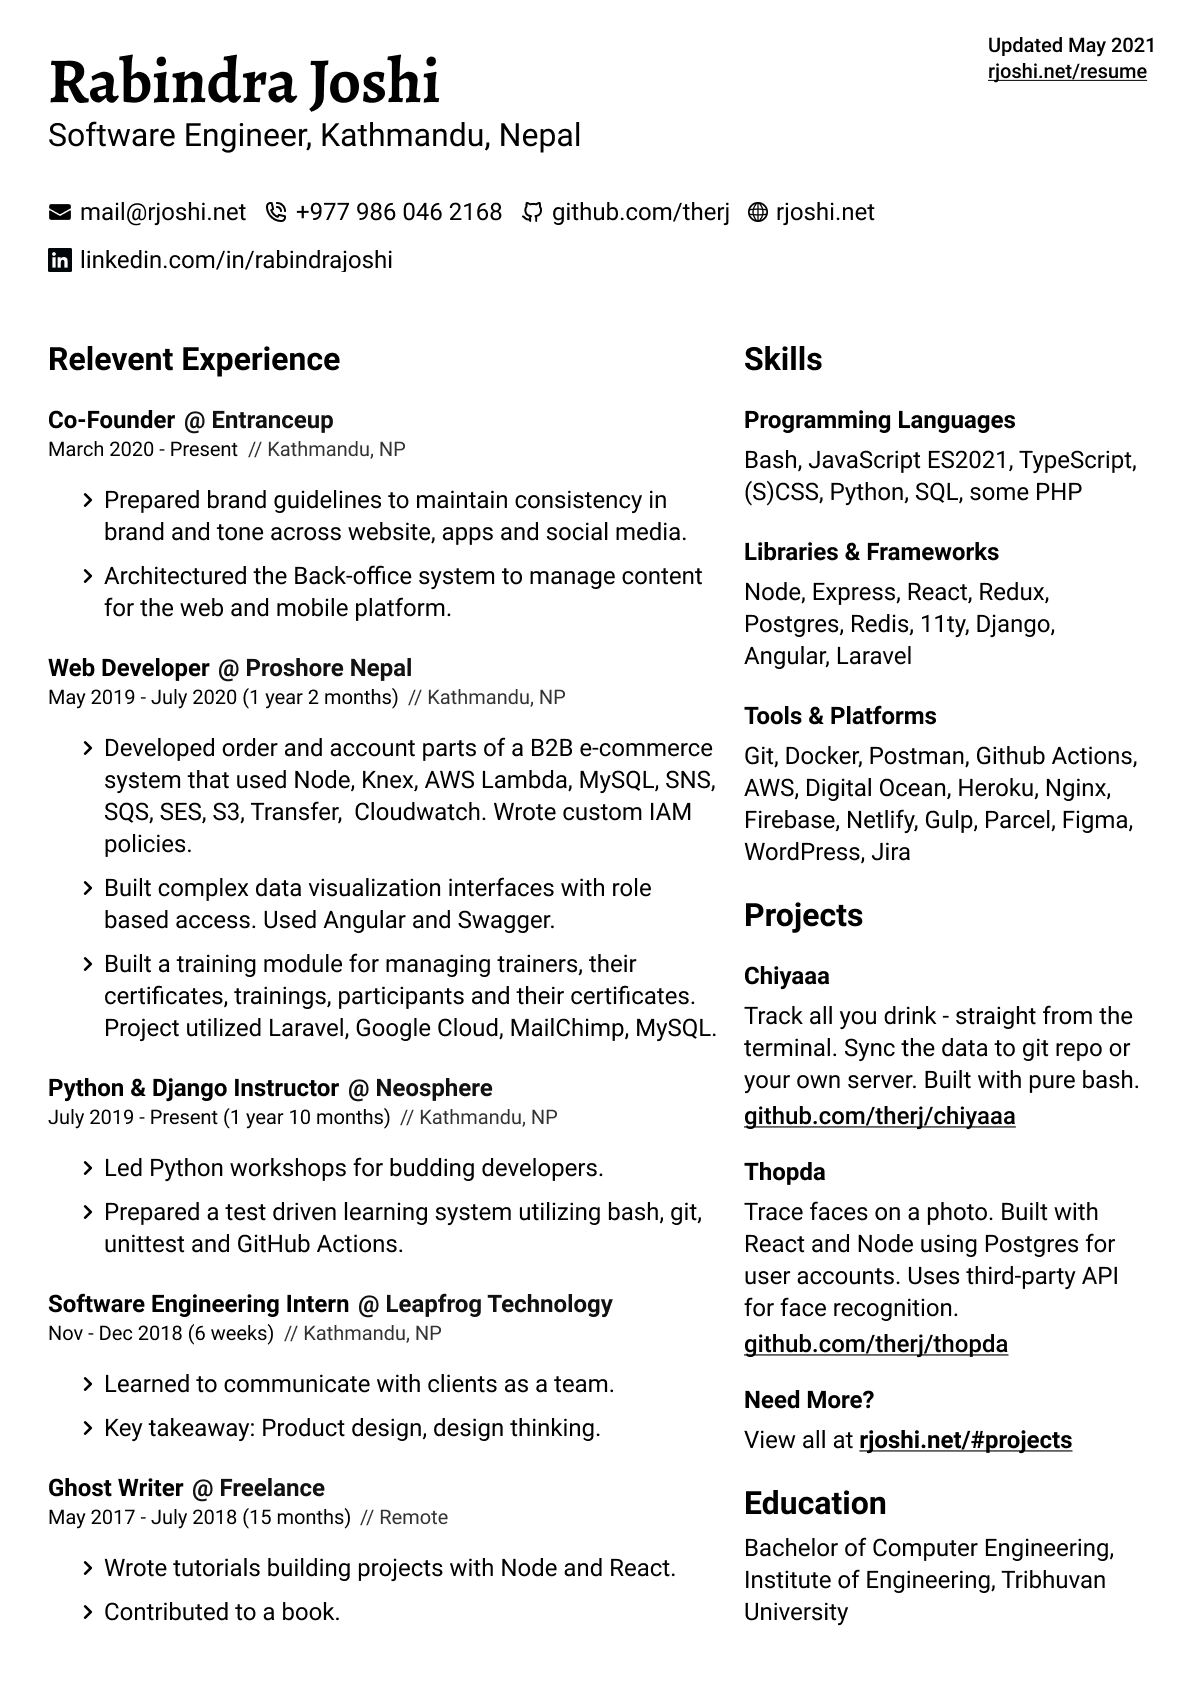 Rabindra Joshi
Software Engineer, Kathmandu, Nepal
Updated May 2021
rjoshi.net/resume
mail@rjoshi.net +977 986 046 2168 github.com/therj rjoshi.net
linkedin.com/in/rabindrajoshi
Relevent Experience
Co-Founder @ Entranceup
March 2020 - Present // Kathmandu, NP
Prepared brand guidelines to maintain consistency in
brand and tone across website, apps and social media.
Architectured the Back-office system to manage content
for the web and mobile platform.
Web Developer @ Proshore Nepal
May 2019 - July 2020 (1 year 2 months) // Kathmandu, NP
Developed order and account parts of a B2B e-commerce
system that used Node, Knex, AWS Lambda, MySQL, SNS,
SQS, SES, S3, Transfer, Cloudwatch. Wrote custom IAM
policies.
Built complex data visualization interfaces with role
based access. Used Angular and Swagger.
Built a training module for managing trainers, their
certificates, trainings, participants and their certificates.
Project utilized Laravel, Google Cloud, MailChimp, MySQL.
Python & Django Instructor @ Neosphere
July 2019 - Present (1 year 10 months) // Kathmandu, NP
Led Python workshops for budding developers.
Prepared a test driven learning system utilizing bash, git,
unittest and GitHub Actions.
Software Engineering Intern @ Leapfrog Technology
Nov - Dec 2018 (6 weeks) // Kathmandu, NP
Learned to communicate with clients as a team.
Key takeaway: Product design, design thinking.
Ghost Writer @ Freelance
May 2017 - July 2018 (15 months) // Remote
Wrote tutorials building projects with Node and React.
Contributed to a book.
Skills
Programming Languages
Bash, JavaScript ES2021, TypeScript,
(S)CSS, Python, SQL, some PHP
Libraries & Frameworks
Node, Express, React, Redux,
Postgres, Redis, 11ty, Django,
Angular, Laravel
Tools & Platforms
Git, Docker, Postman, Github Actions,
AWS, Digital Ocean, Heroku, Nginx,
Firebase, Netlify, Gulp, Parcel, Figma,
WordPress, Jira
Projects
Chiyaaa
Track all you drink - straight from the
terminal. Sync the data to git repo or
your own server. Built with pure bash.
github.com/therj/chiyaaa
Thopda
Trace faces on a photo. Built with
React and Node using Postgres for
user accounts. Uses third-party API
for face recognition.
github.com/therj/thopda
Need More?
View all at rjoshi.net/#projects
Education
Bachelor of Computer Engineering,
Institute of Engineering, Tribhuvan
University